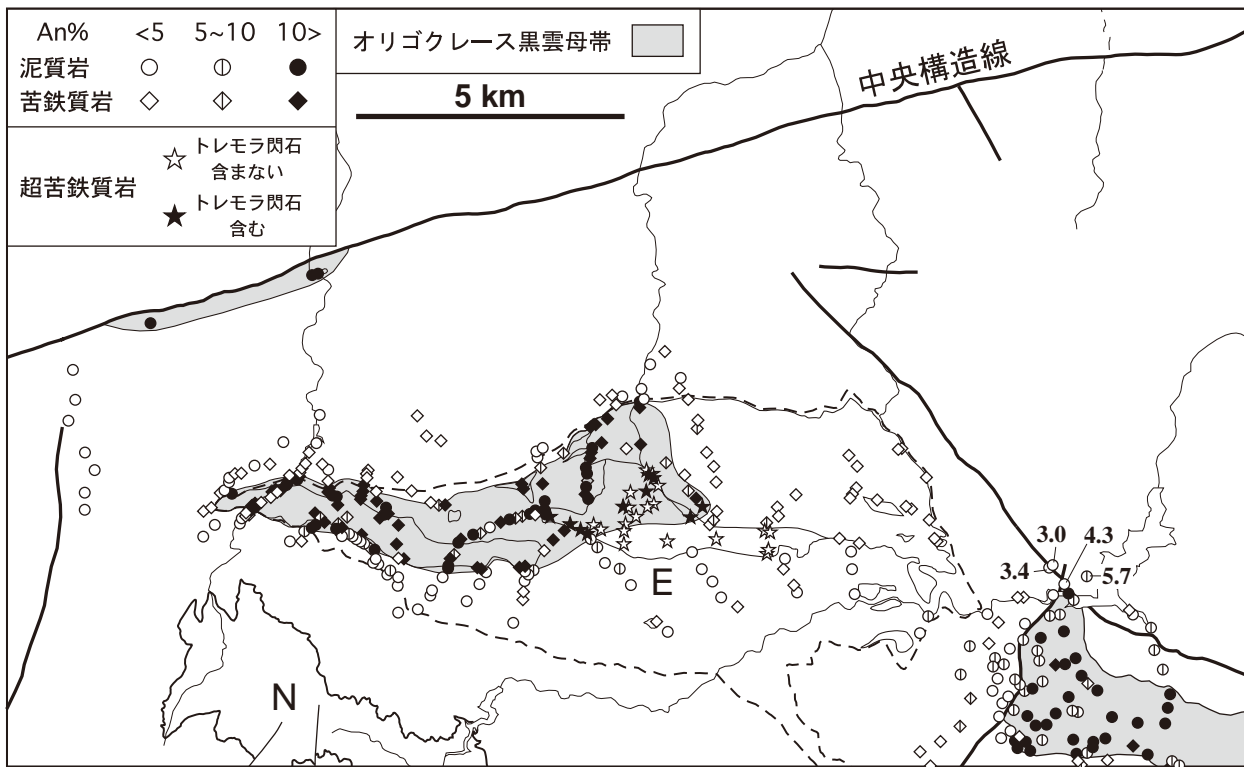 An% <5 5~10 10>
泥質岩
苦鉄質岩
超苦鉄質岩
トレモラ閃石
含まない
トレモラ閃石
含む
オリゴクレース黒雲母帯
5 km
中央構造線
3.0
4.3
3.4
5.7
E
N